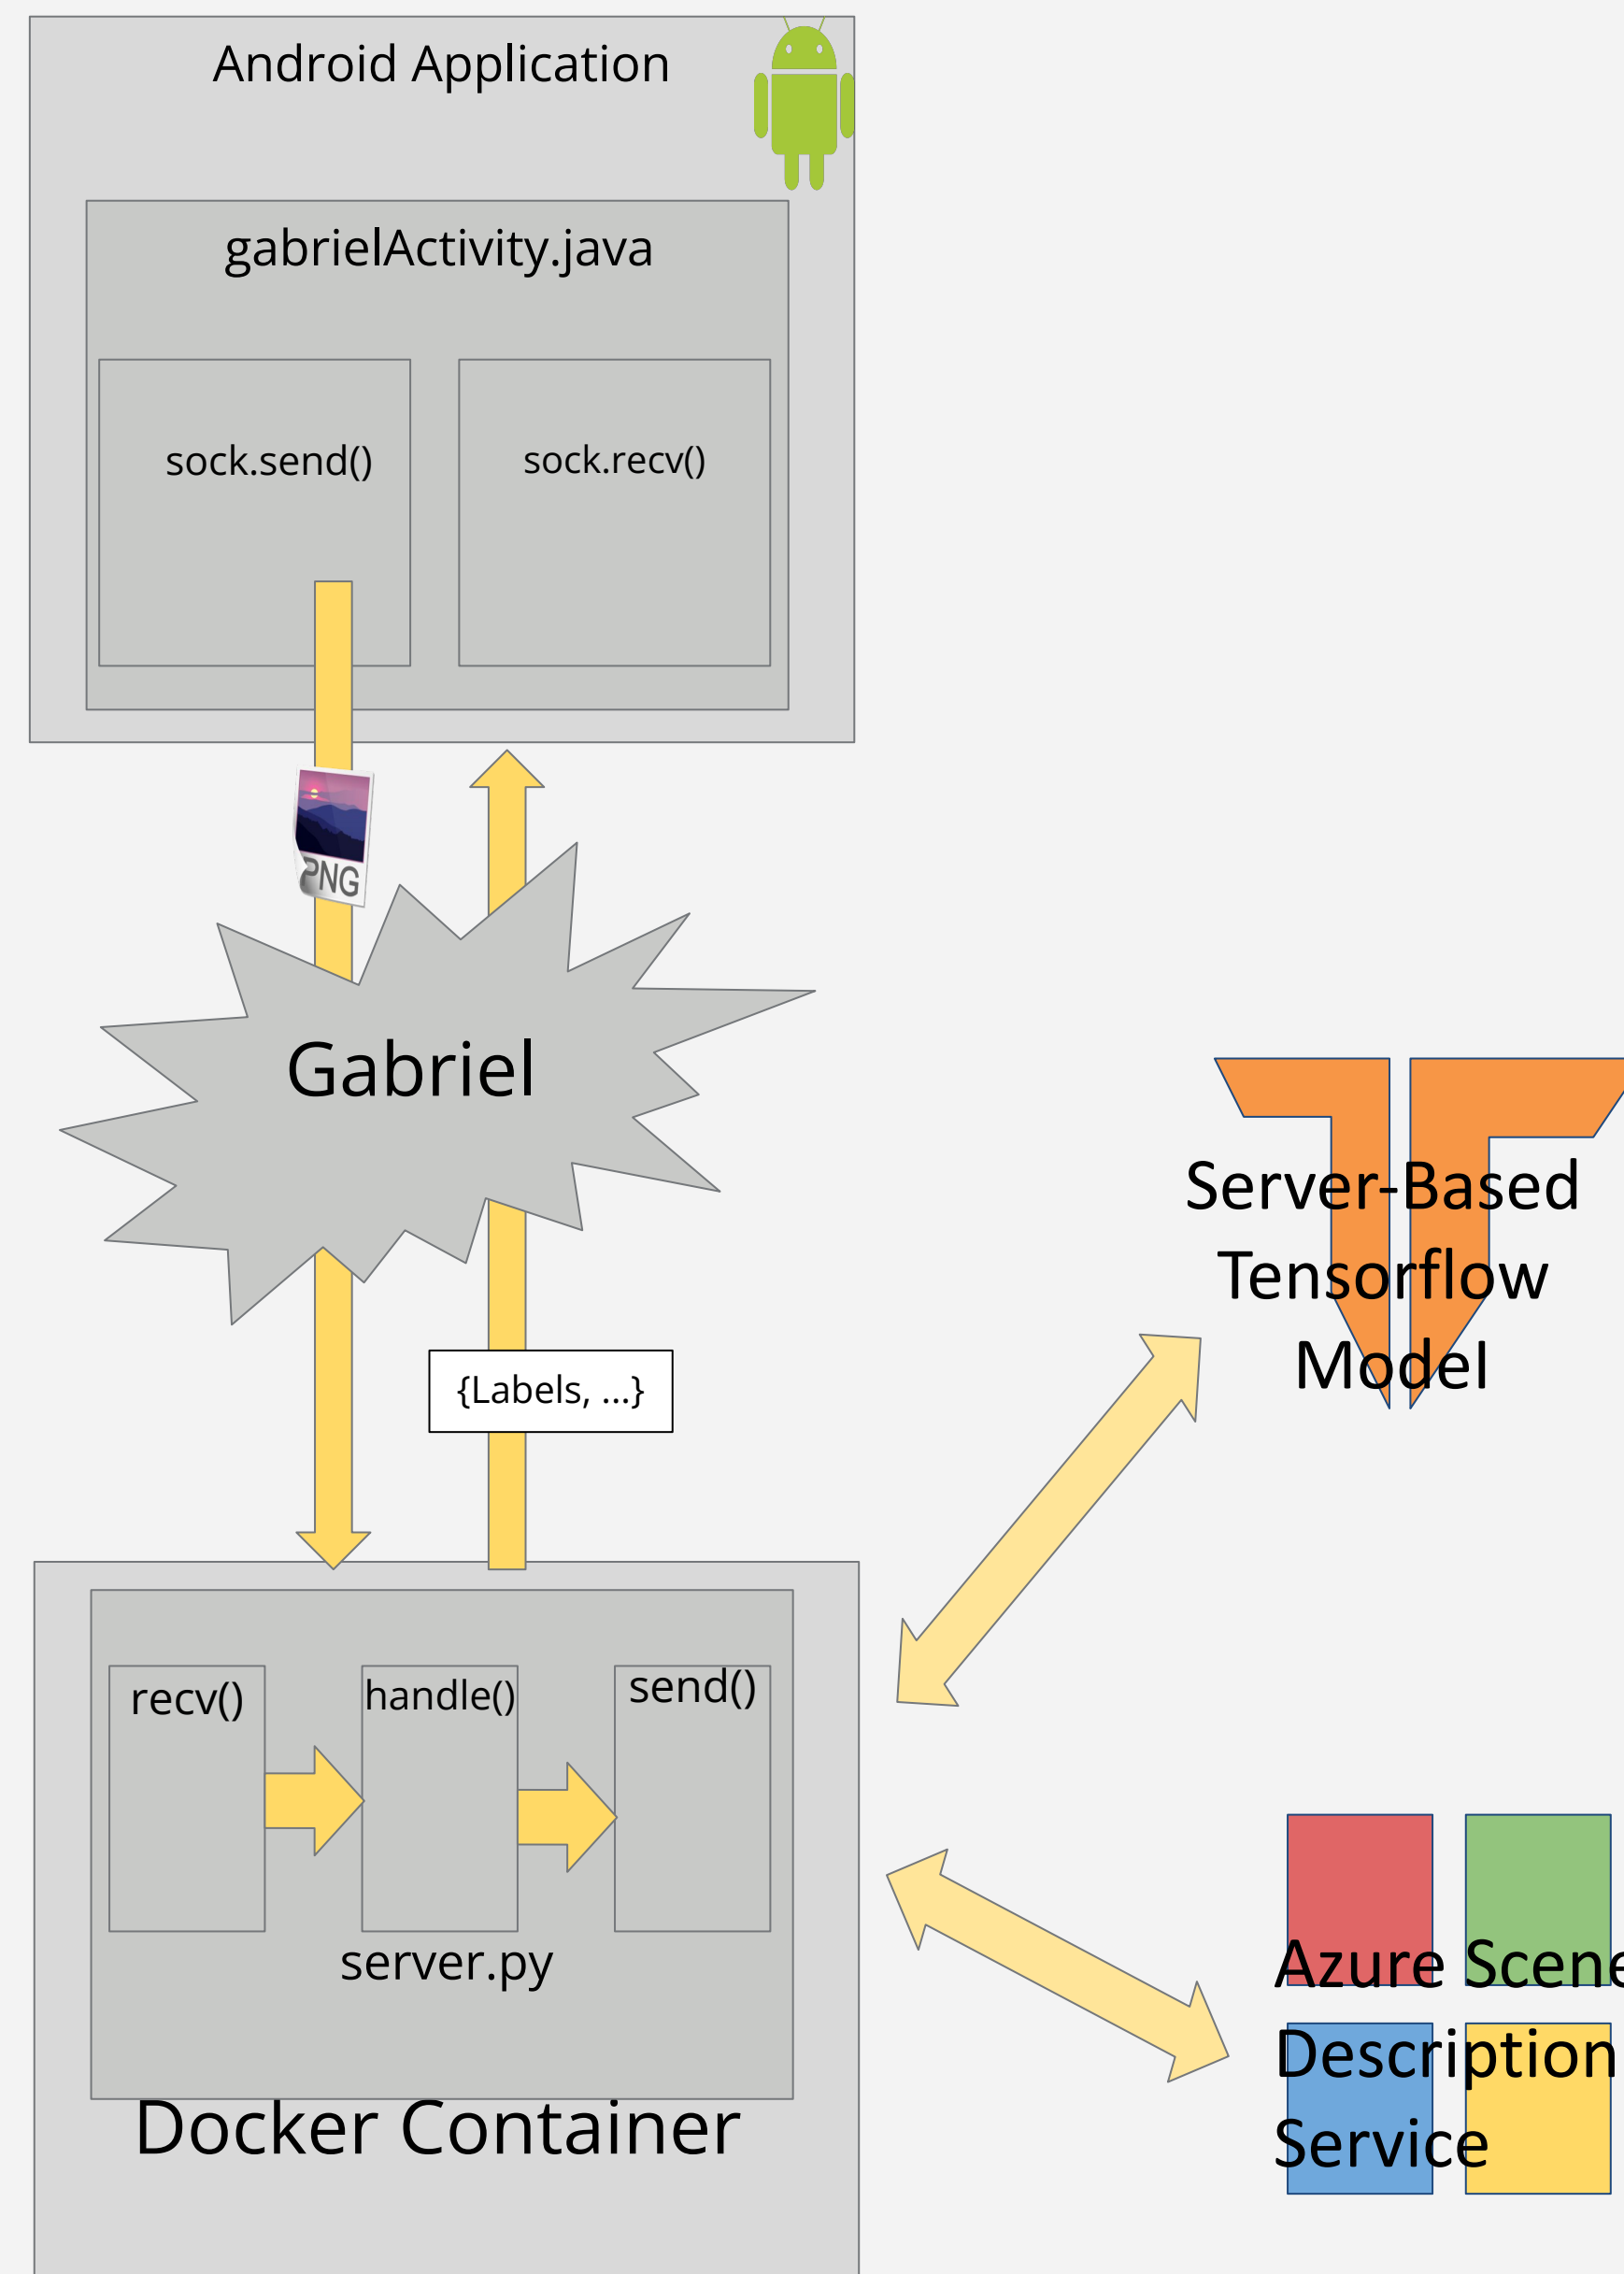 Android Application
gabrielActivity.java
sock.send()
sock.recv()
PNG
Gabriel
Server-Based
Tensorflow
Model
{Labels, ...}
recv()
handle()
send()
server.py
Docker Container
Azure Scene
Description
Service